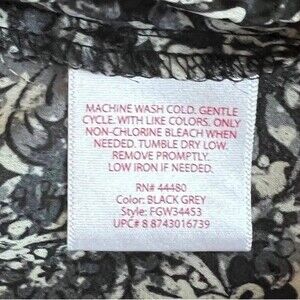 MACHINE WASH COLD. GENTLE
CYCLE. WITH LIKE COLORS. ONLY
NON-CHLORINE BLEACH WHEN
NEEDED. TUMBLE DRY LOW.
REMOVE PROMPTLY.
LOW IRON IF NEEDED.
RN# 44480
Color: BLACK GREY
Style: FGW34453
UPC# 8 8743016739